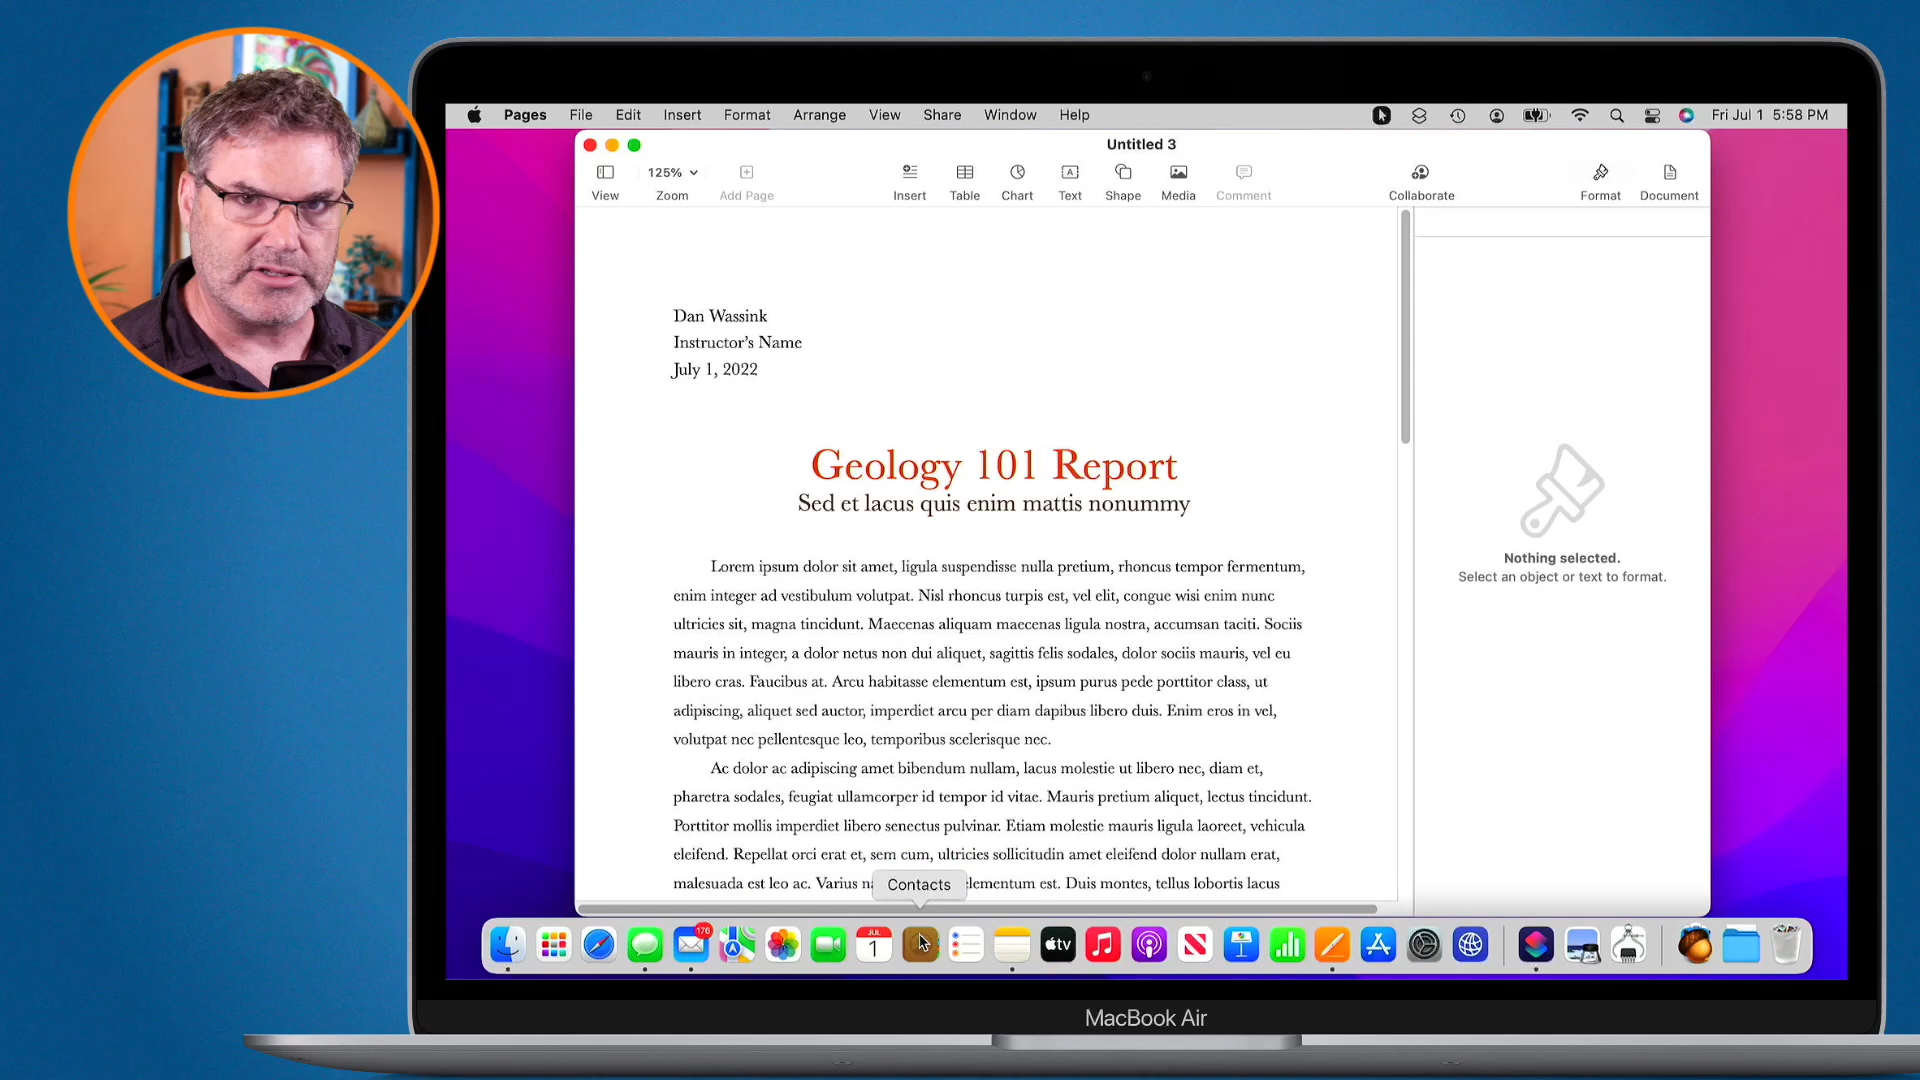 Pages File Edit Insert Format Arrange View Share Window Help Fri Jul 1 5:58 PM
Untitled 3
125%
View Zoom Add Page Insert Table Chart Text Shape Media Comment Collaborate Format Document
Dan Wassink
Instructor's Name
July 1, 2022
Geology 101 Report
Sed et lacus quis enim mattis nonummy
Lorem ipsum dolor sit amet, ligula suspendisse nulla pretium, rhoncus tempor fermentum,
enim integer ad vestibulum volutpat. Nisl rhoncus turpis est, vel elit, congue wisi enim nunc
ultricies sit, magna tincidunt. Maecenas aliquam maecenas ligula nostra, accumsan taciti. Sociis
mauris in integer, a dolor netus non dui aliquet, sagittis felis sodales, dolor sociis mauris, vel eu
libero cras. Faucibus at. Arcu habitasse elementum est, ipsum purus pede porttitor class, ut
adipiscing, aliquet sed auctor, imperdiet arcu per diam dapibus libero duis. Enim eros in vel,
volutpat nec pellentesque leo, temporibus scelerisque nec.
Ac dolor ac adipiscing amet bibendum nullam, lacus molestie ut libero nec, diam et,
pharetra sodales, feugiat ullamcorper id tempor id vitae. Mauris pretium aliquet, lectus tincidunt.
Porttitor mollis imperdiet libero senectus pulvinar. Etiam molestie mauris ligula laoreet, vehicula
eleifend. Repellat orci erat et, sem cum, ultricies sollicitudin amet eleifend dolor nullam erat,
malesuada est leo ac. Varius na lementum est. Duis montes, tellus lobortis lacus
Nothing selected.
Select an object or text to format.
Contacts
176
JUL
1
tv
MacBook Air